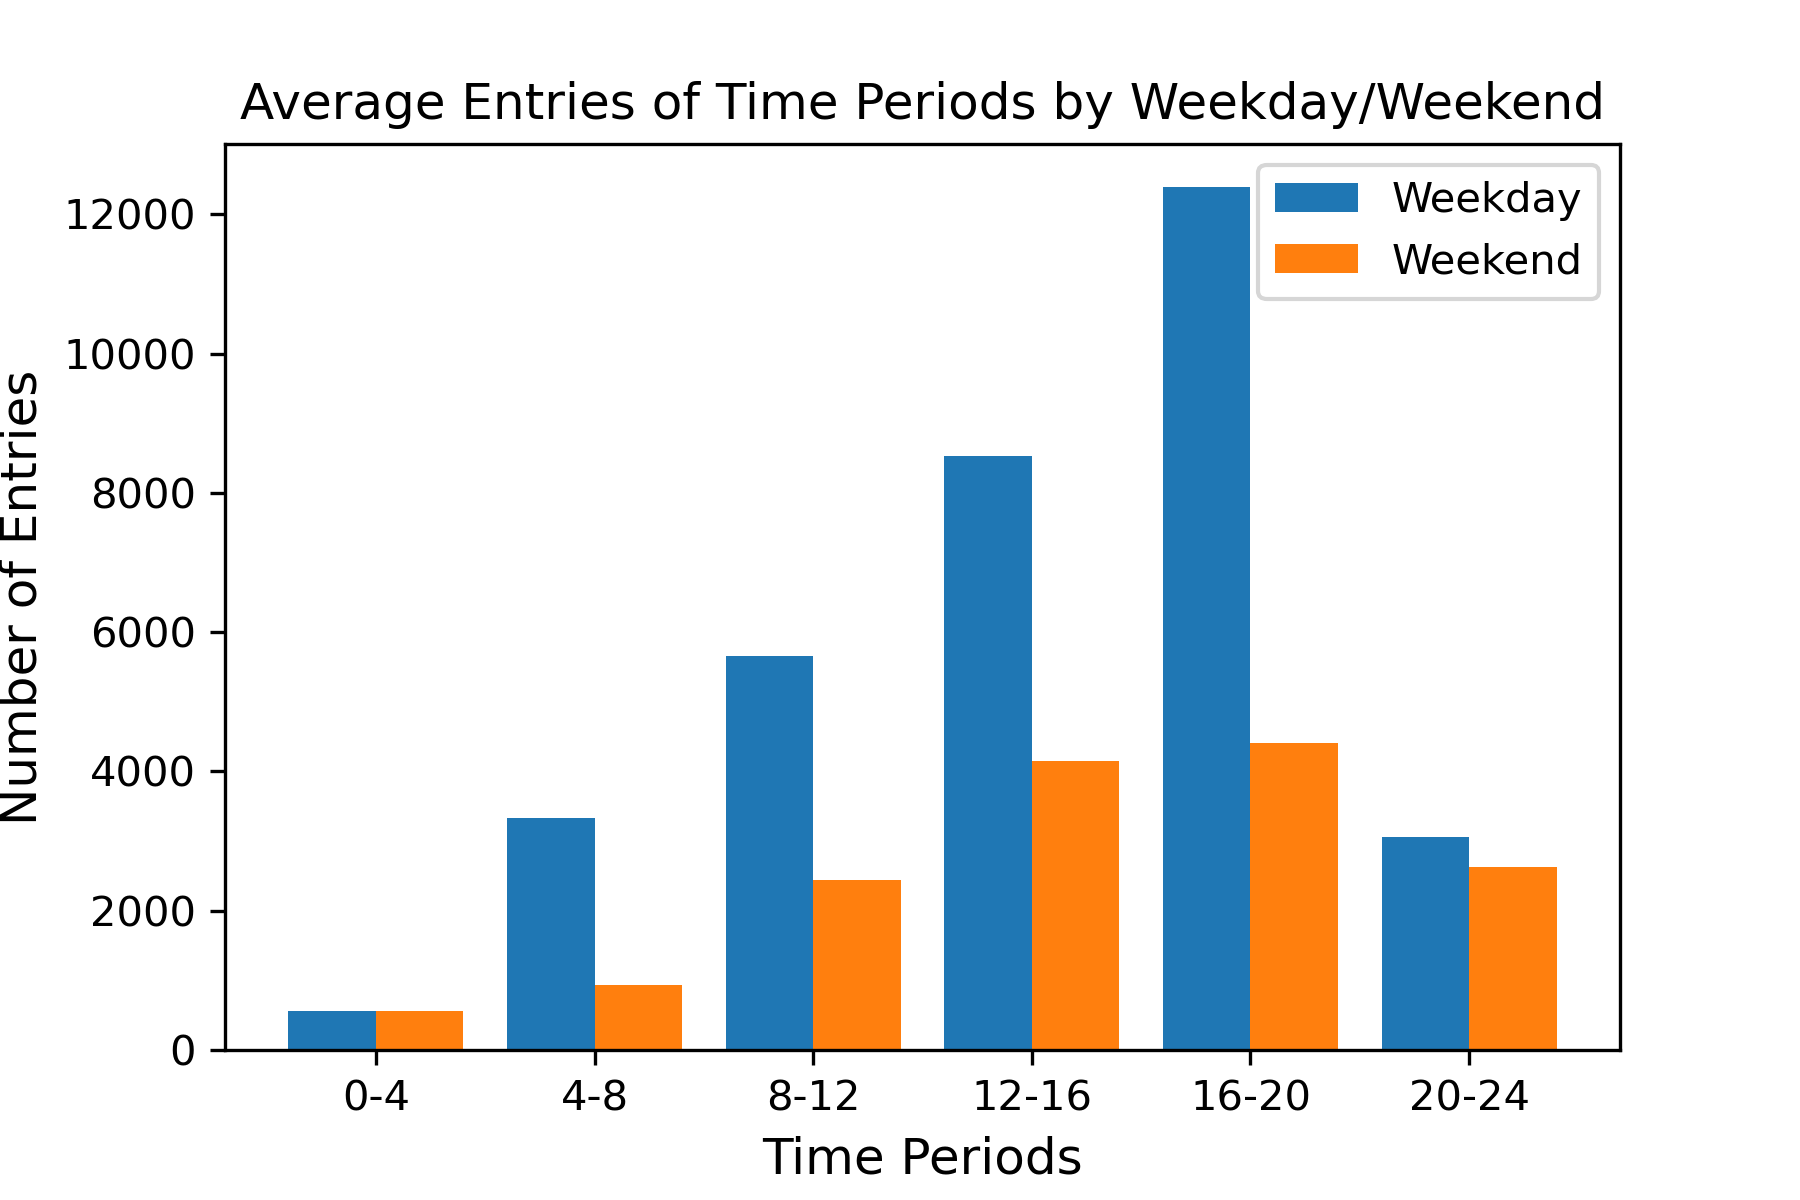 Average Entries of Time Periods by Weekday/Weekend
Weekday
Weekend
12000
10000
8000
6000
4000
2000
0
Number of Entries
0-4 4-8 8-12 12-16 16-20 20-24
Time Periods